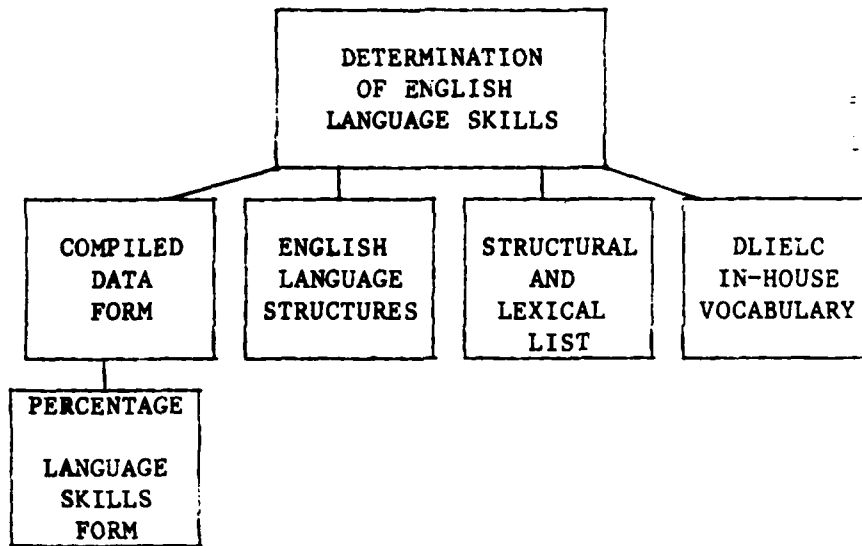 DETERMINATION
OF ENGLISH
LANGUAGE SKILLS
COMPILED
DATA
FORM
ENGLISH
LANGUAGE
STRUCTURES
STRUCTURAL
AND
LEXICAL
LIST
DLIELC
IN-HOUSE
VOCABULARY
PERCENTAGE
LANGUAGE
SKILLS
FORM